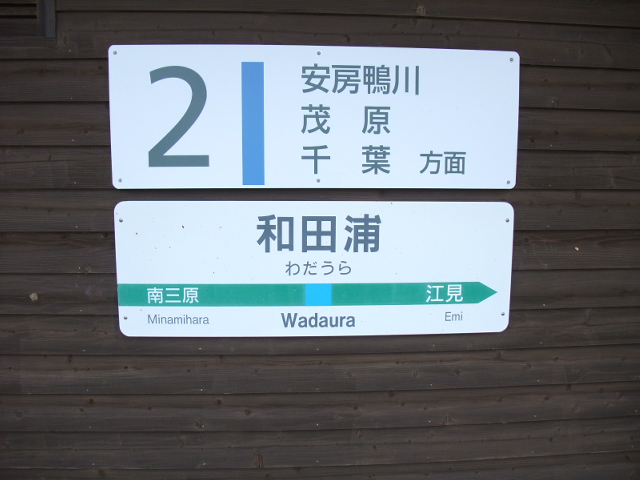 2
安房鴨川
茂 原
千 葉 方面
和田浦
わだうら
南三原 江見
Minamihara Wadaura Emi